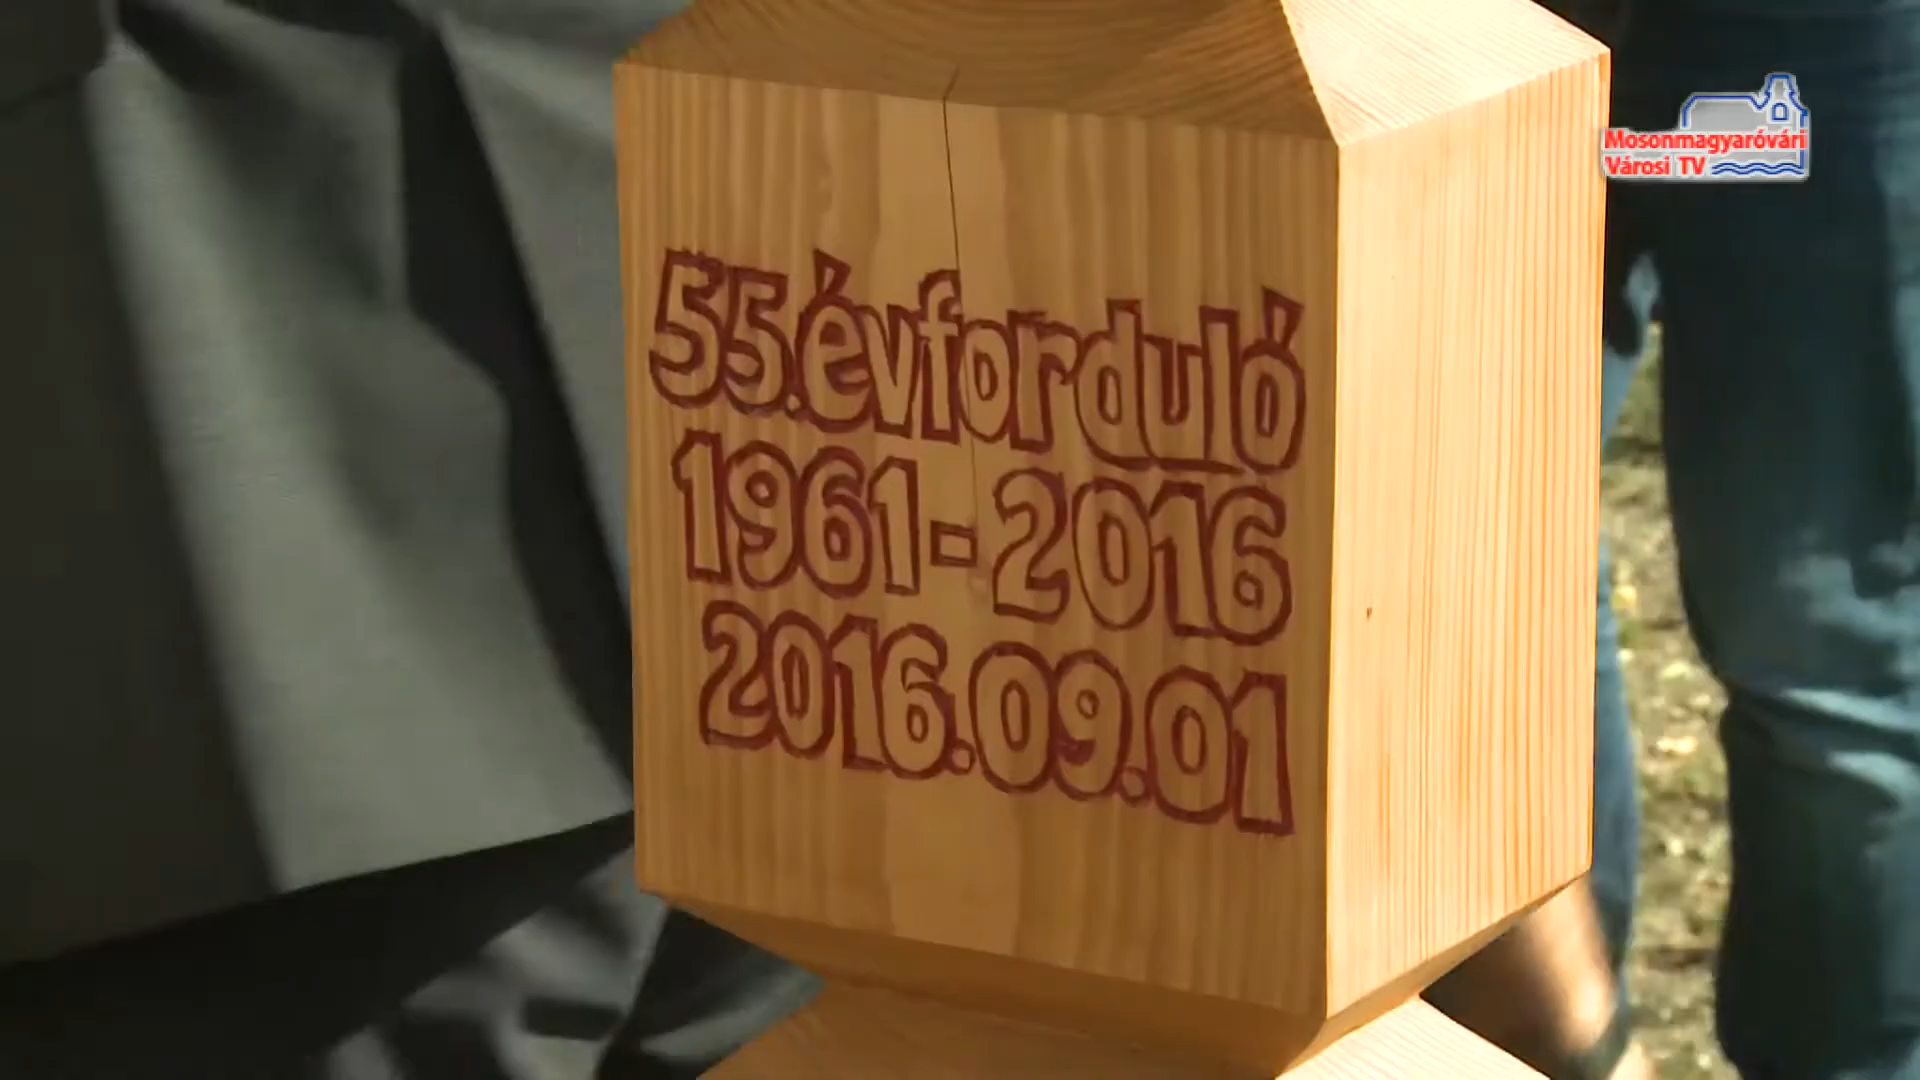 55.évforduló
1961-2016
2016.09.01
Mosonmagyaróvári
Városi TV